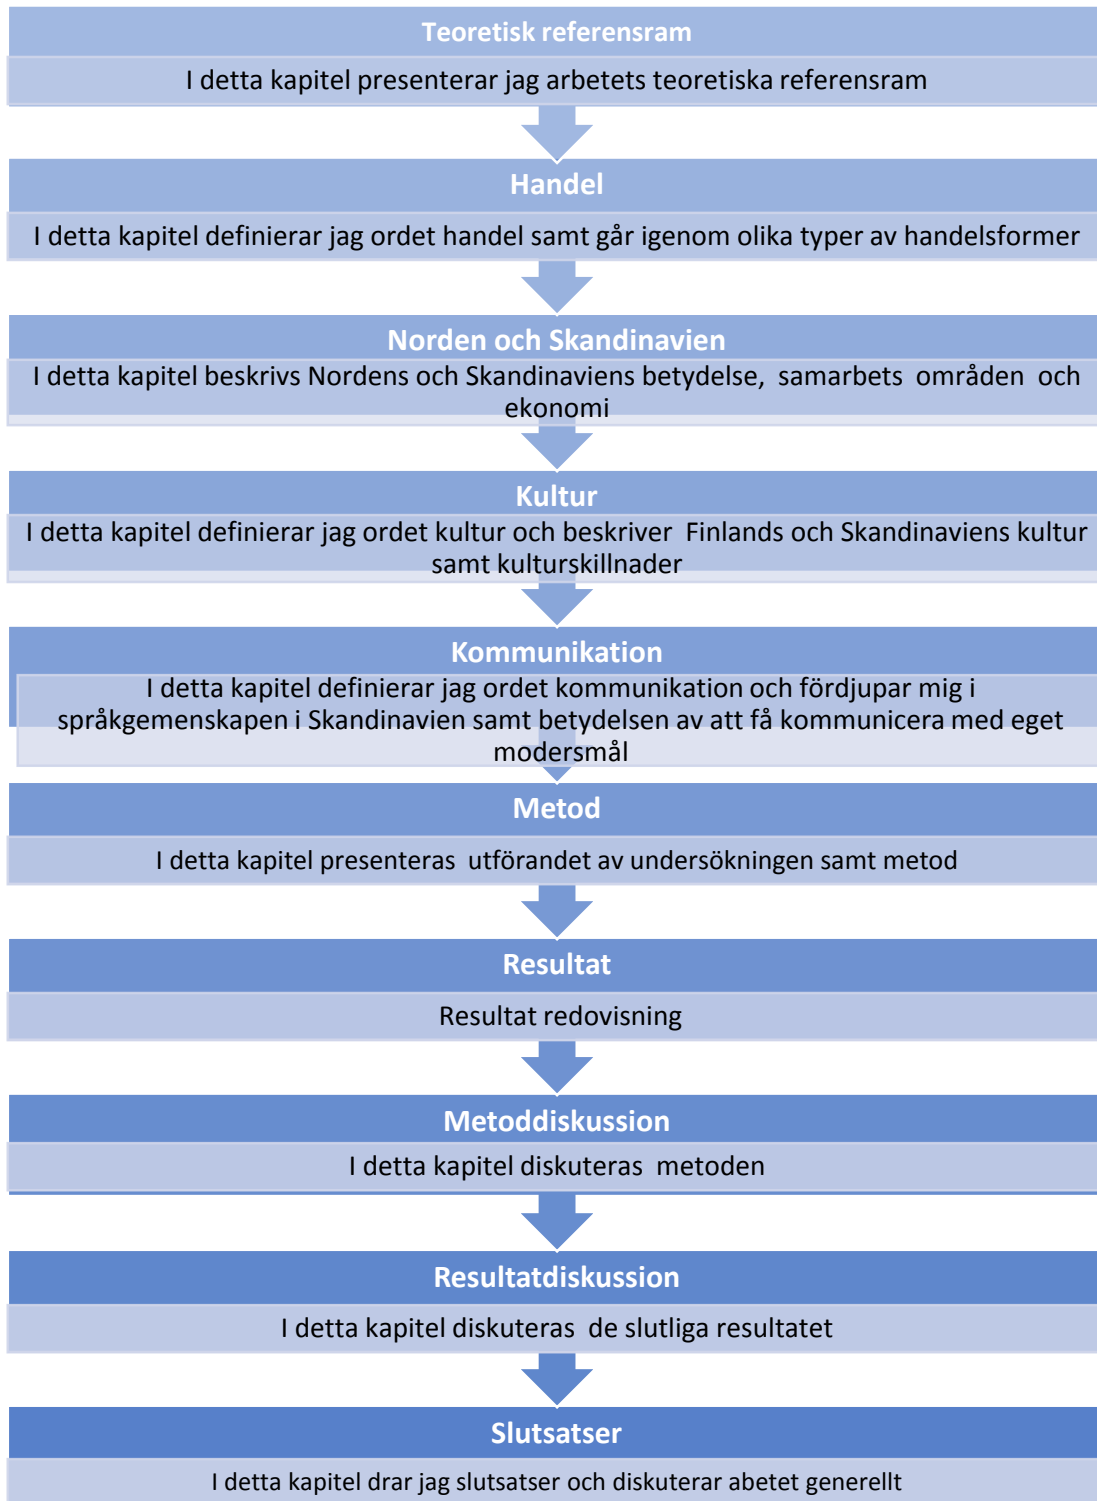 Teoretisk referensram
I detta kapitel presenterar jag arbetets teoretiska referensram
Handel
I detta kapitel definierar jag ordet handel samt går igenom olika typer av handelsformer
Norden och Skandinavien
I detta kapitel beskrivs Nordens och Skandinaviens betydelse, samarbets områden och
ekonomi
Kultur
I detta kapitel definierar jag ordet kultur och beskriver Finlands och Skandinaviens kultur
samt kulturskillnader
Kommunikation
I detta kapitel definierar jag ordet kommunikation och fördjupar mig i
språkgemenskapen i Skandinavien samt betydelsen av att få kommunicera med eget
modersmål
Metod
I detta kapitel presenteras utförandet av undersökningen samt metod
Resultat
Resultat redovisning
Metoddiskussion
I detta kapitel diskuteras metoden
Resultatdiskussion
I detta kapitel diskuteras de slutliga resultatet
Slutsatser
I detta kapitel drar jag slutsatser och diskuterar abetet generellt